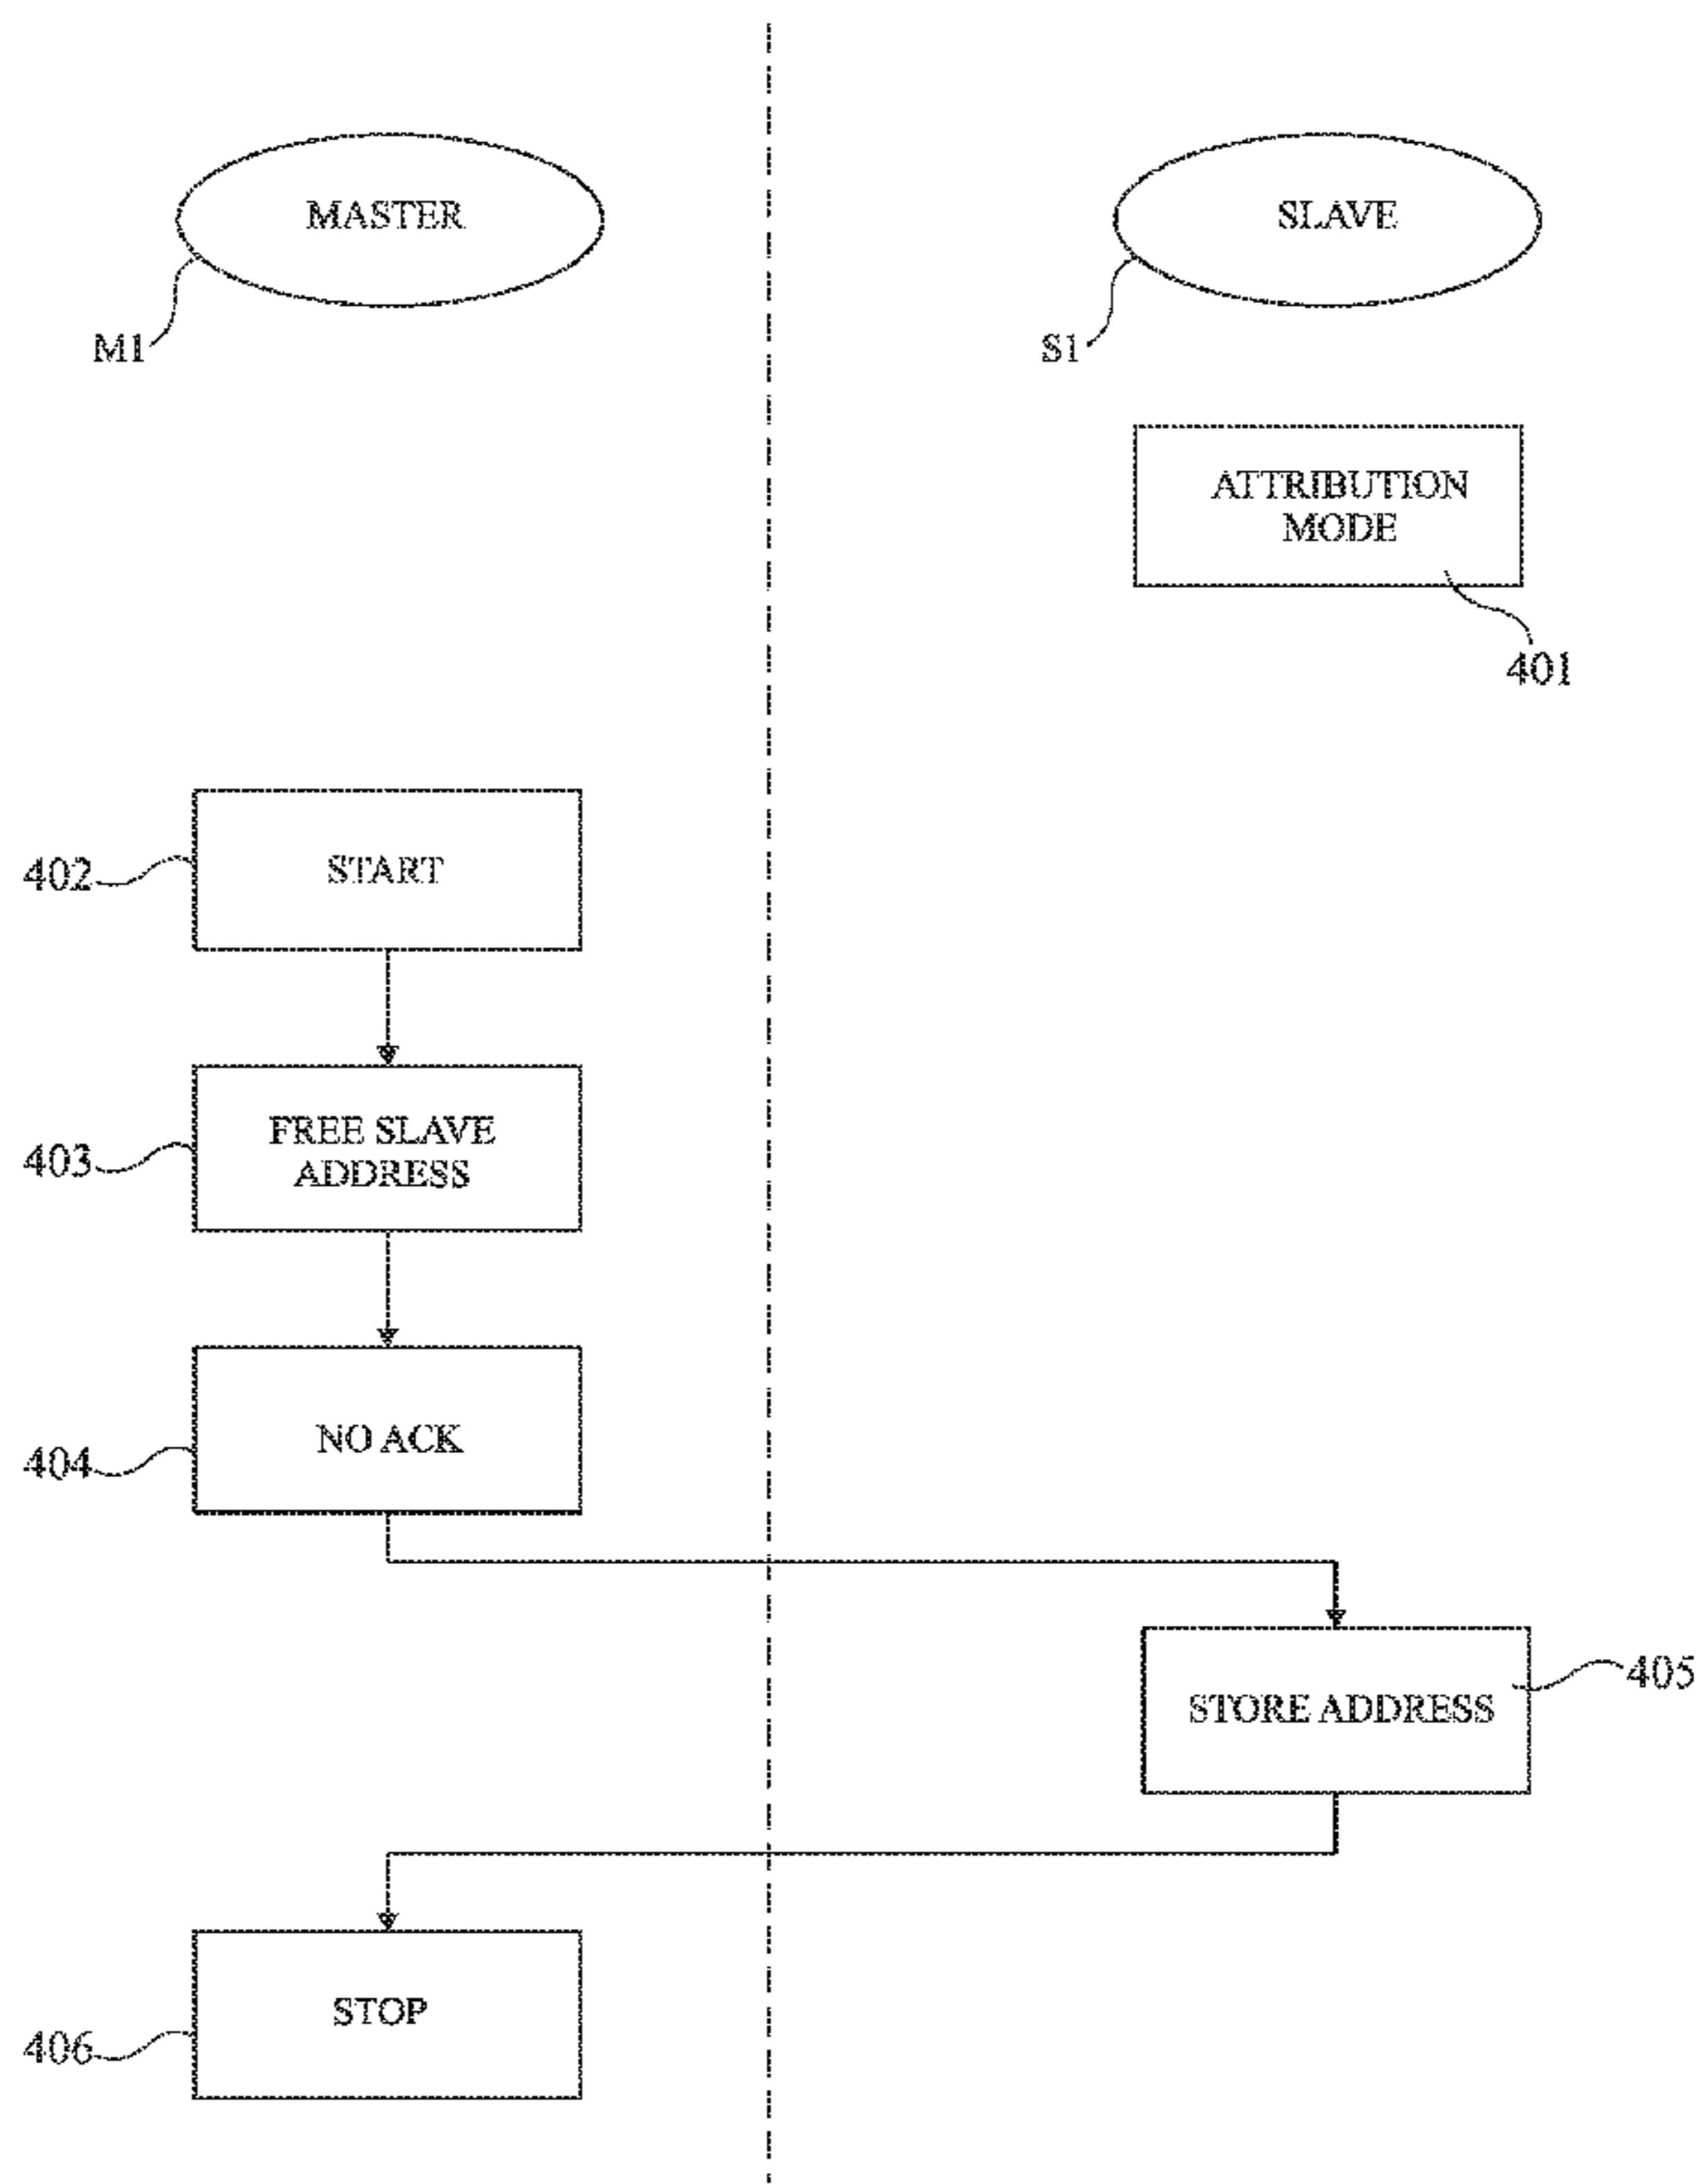 MASTER
SLAVE
M1
S1
ATTRIBUTION
MODE
401
402
START
403
FREE SLAVE
ADDRESS
404
NO ACK
405
STORE ADDRESS
406
STOP